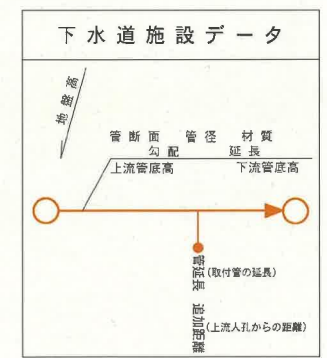 下水道施設データ
地盤高
管断面 管径 材質
勾配 延長
上流管底高 下流管底高
管延長 (取付管の延長)
追加距離 (上流人孔からの距離)